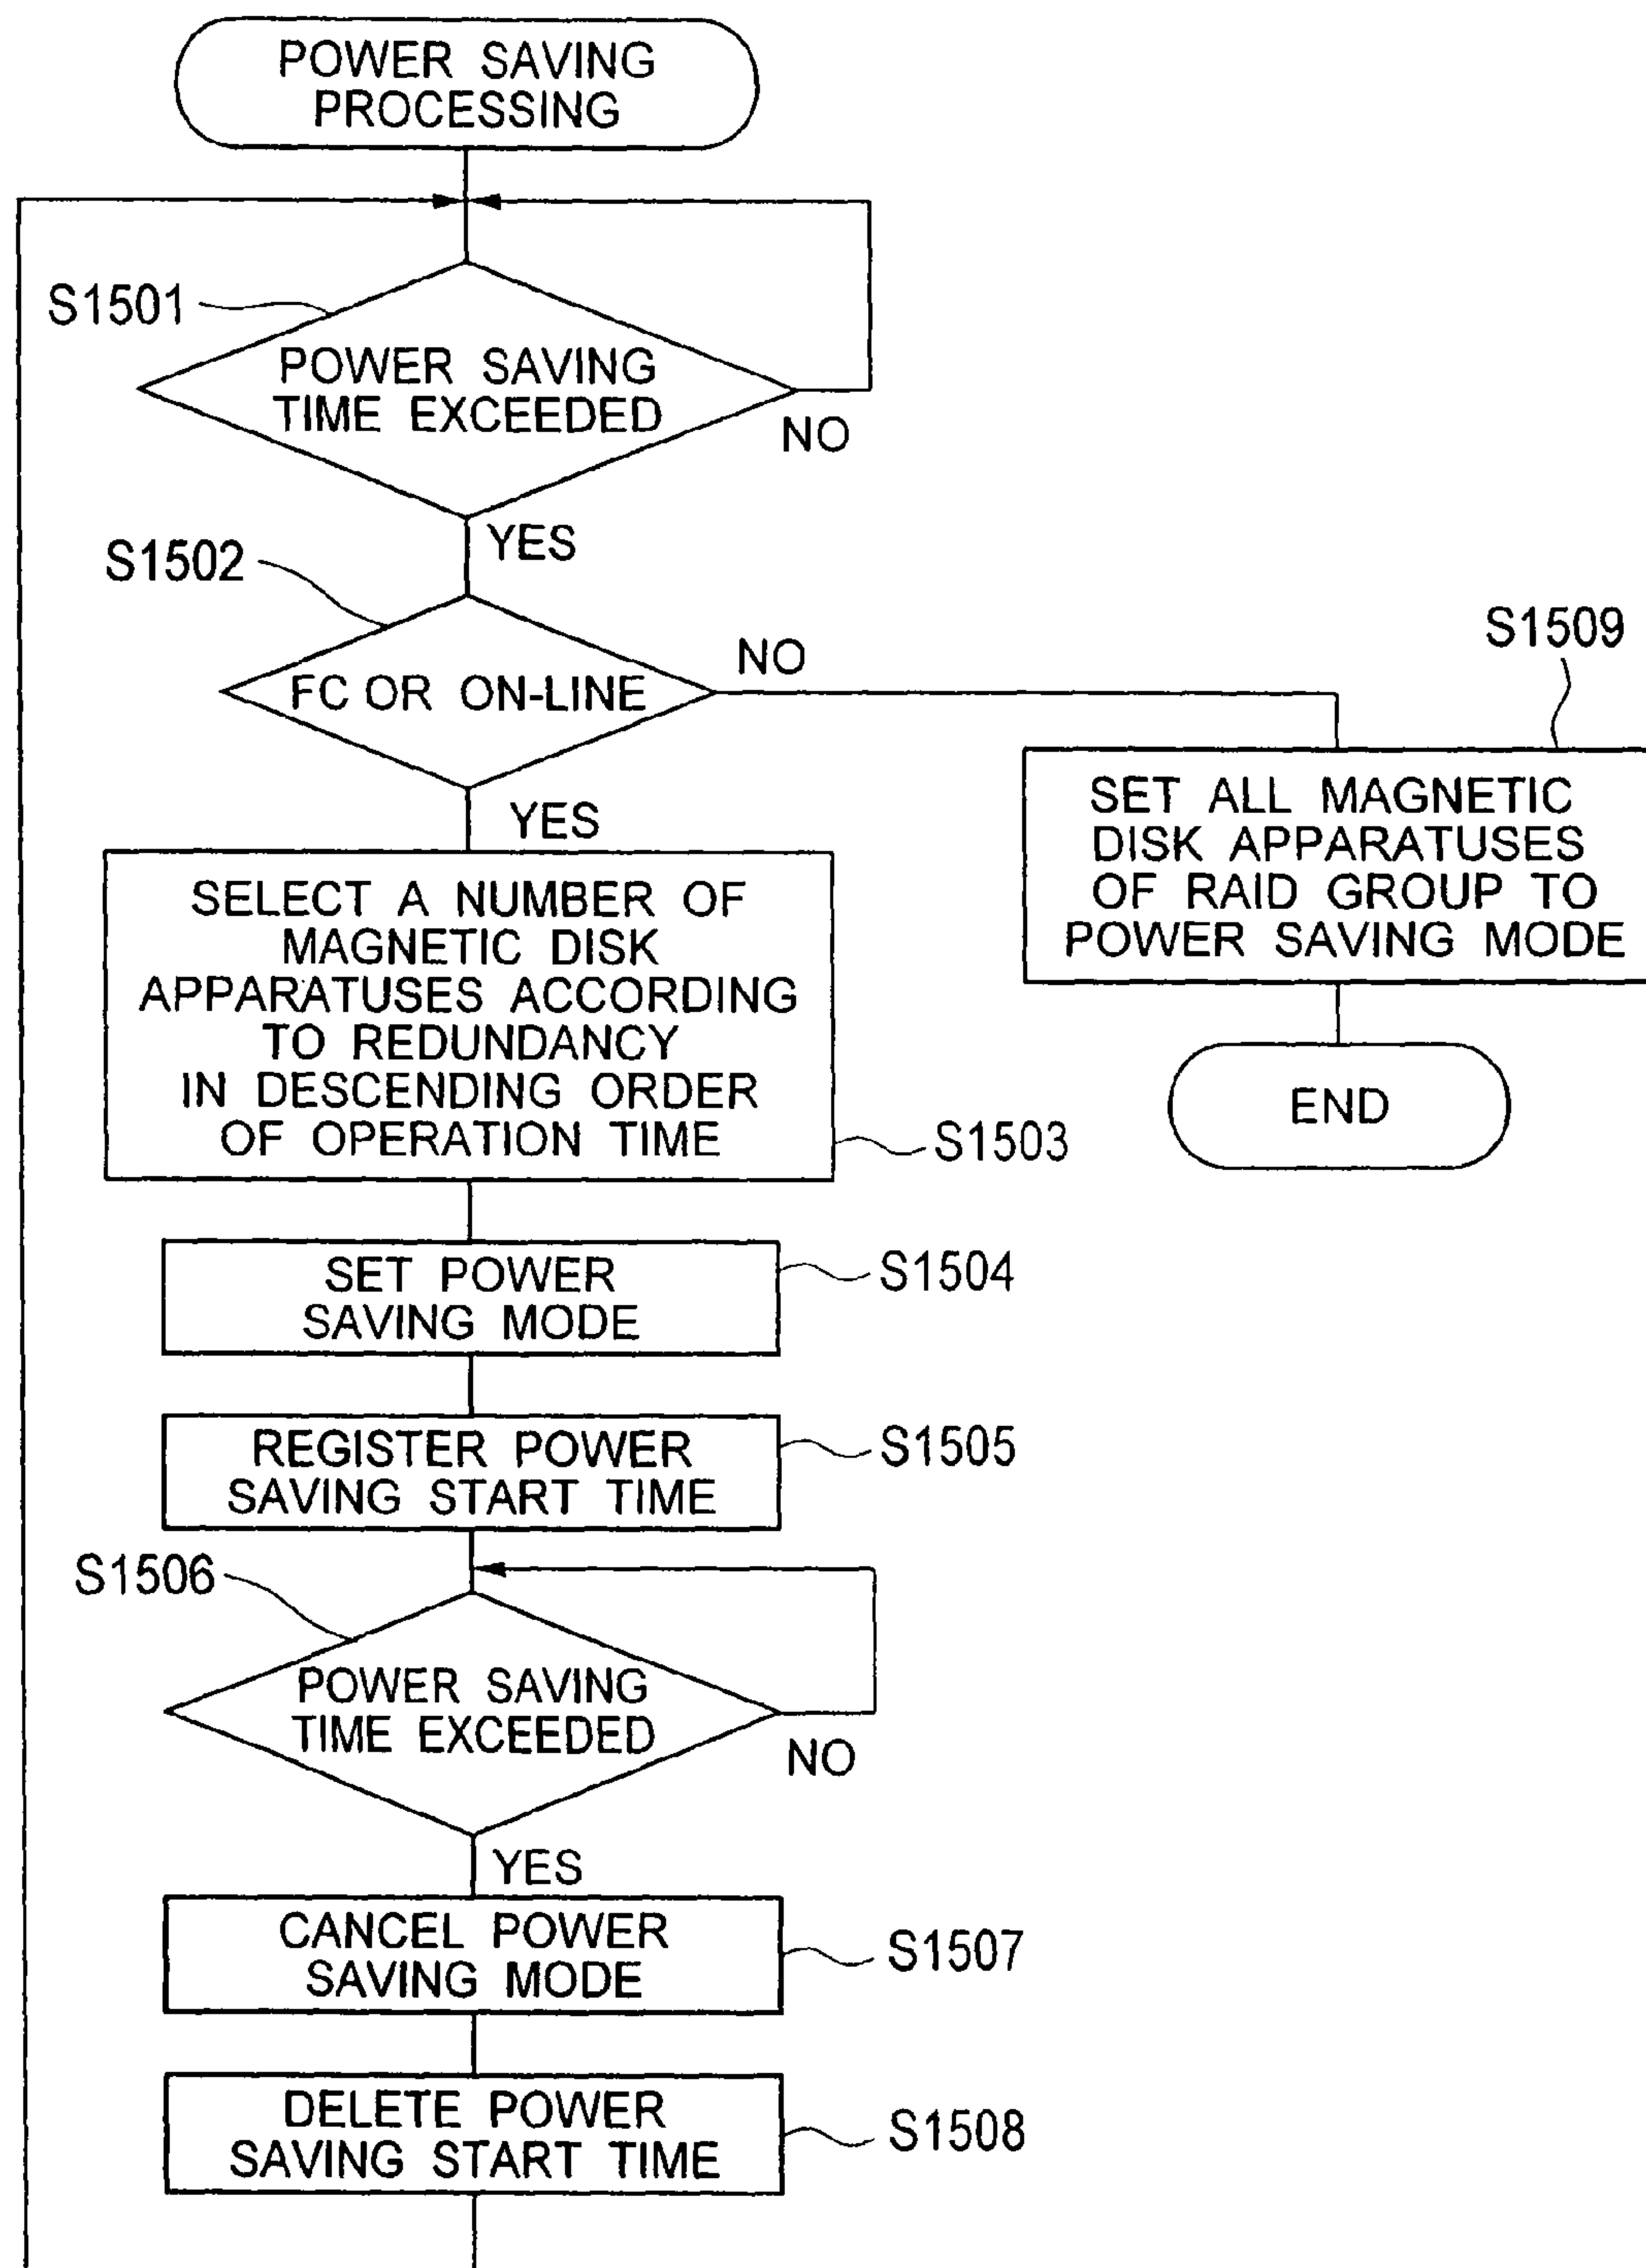 POWER SAVING
PROCESSING
S1501
POWER SAVING
TIME EXCEEDED
NO
YES
S1502
FC OR ON-LINE
NO
YES
S1509
SET ALL MAGNETIC
DISK APPARATUSES
OF RAID GROUP TO
POWER SAVING MODE
END
SELECT A NUMBER OF
MAGNETIC DISK
APPARATUSES ACCORDING
TO REDUNDANCY
IN DESCENDING ORDER
OF OPERATION TIME
S1503
SET POWER
SAVING MODE
S1504
REGISTER POWER
SAVING START TIME
S1505
S1506
POWER SAVING
TIME EXCEEDED
NO
YES
CANCEL POWER
SAVING MODE
S1507
DELETE POWER
SAVING START TIME
S1508